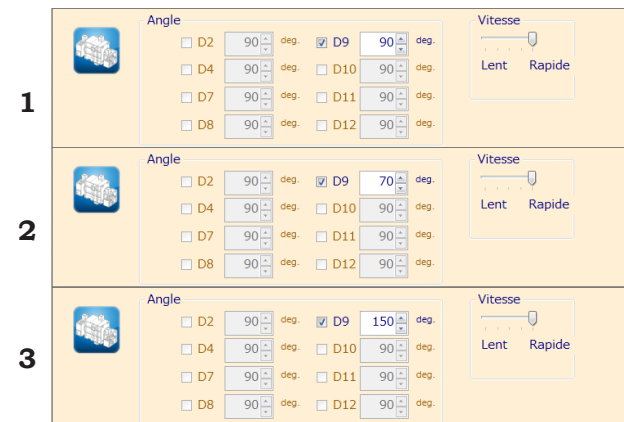 1
Angle
D2 90 deg. D9 90 deg.
D4 90 deg. D10 90 deg.
D7 90 deg. D11 90 deg.
D8 90 deg. D12 90 deg.
Vitesse
Lent Rapide
2
Angle
D2 90 deg. D9 70 deg.
D4 90 deg. D10 90 deg.
D7 90 deg. D11 90 deg.
D8 90 deg. D12 90 deg.
Vitesse
Lent Rapide
3
Angle
D2 90 deg. D9 150 deg.
D4 90 deg. D10 90 deg.
D7 90 deg. D11 90 deg.
D8 90 deg. D12 90 deg.
Vitesse
Lent Rapide